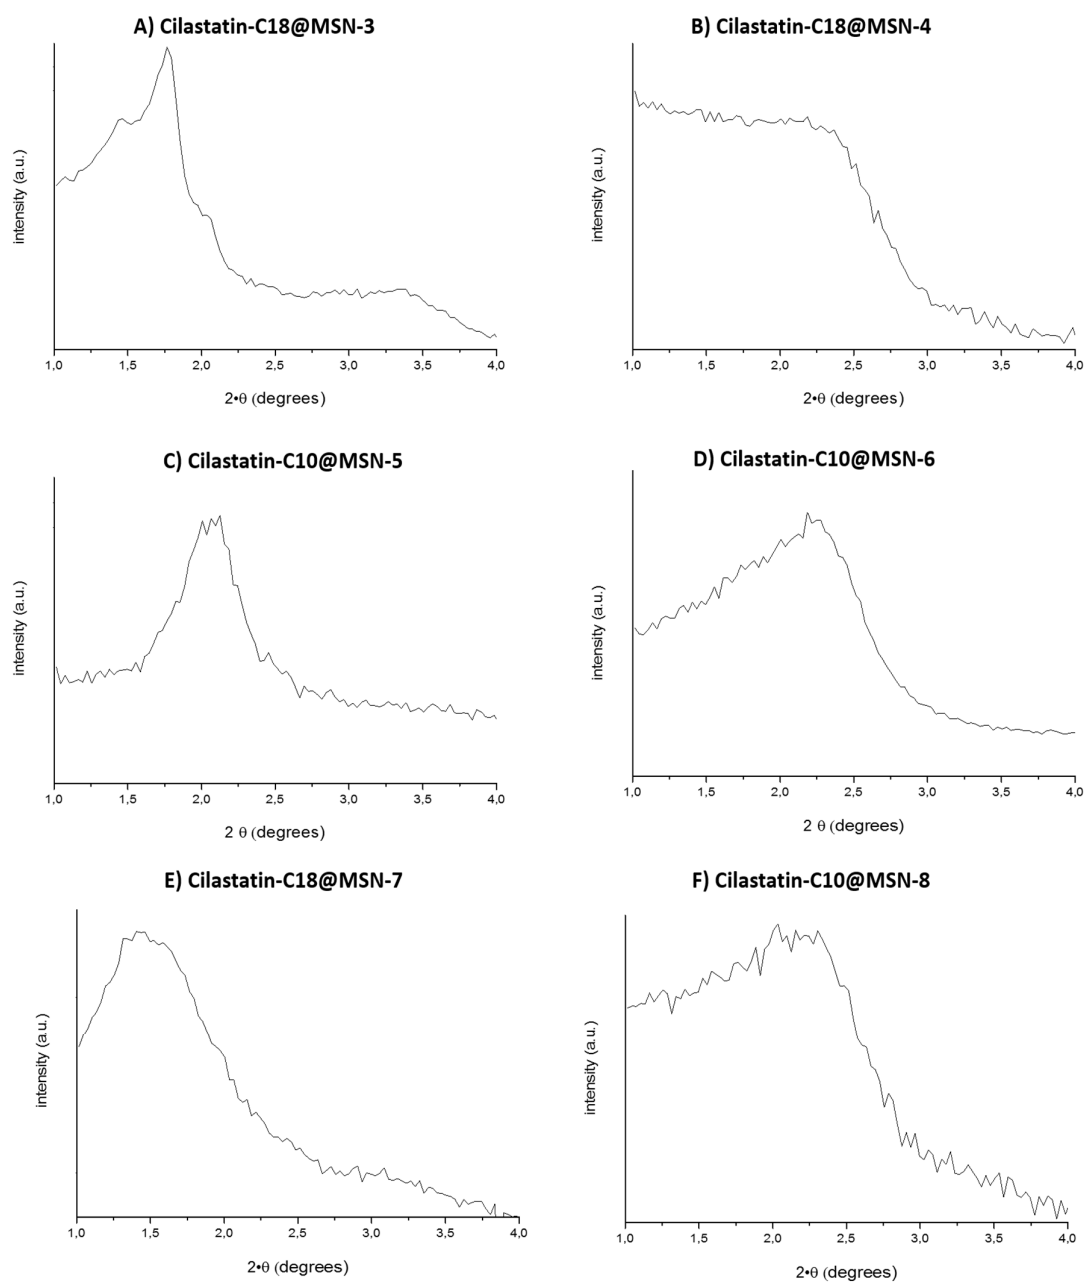 A) Cilastatin-C18@MSN-3
intensity (a.u.)
1,0 1,5 2,0 2,5 3,0 3,5 4,0
2•θ (degrees)
B) Cilastatin-C18@MSN-4
intensity (a.u.)
1,0 1,5 2,0 2,5 3,0 3,5 4,0
2•θ (degrees)
C) Cilastatin-C10@MSN-5
intensity (a.u.)
1,0 1,5 2,0 2,5 3,0 3,5 4,0
2 θ (degrees)
D) Cilastatin-C10@MSN-6
intensity (a.u.)
1,0 1,5 2,0 2,5 3,0 3,5 4,0
2 θ (degrees)
E) Cilastatin-C18@MSN-7
intensity (a.u.)
1,0 1,5 2,0 2,5 3,0 3,5 4,0
2•θ (degrees)
F) Cilastatin-C10@MSN-8
intensity (a.u.)
1,0 1,5 2,0 2,5 3,0 3,5 4,0
2•θ (degrees)